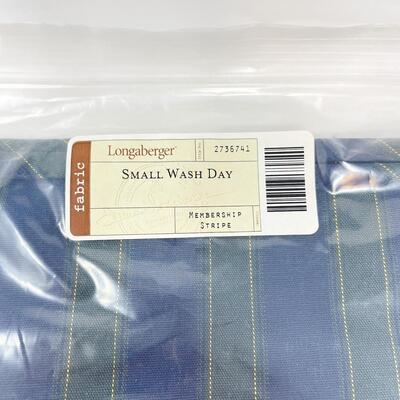 Longaberger®
2736741
fabric
SMALL WASH DAY
MEMBERSHIP
STRIPE